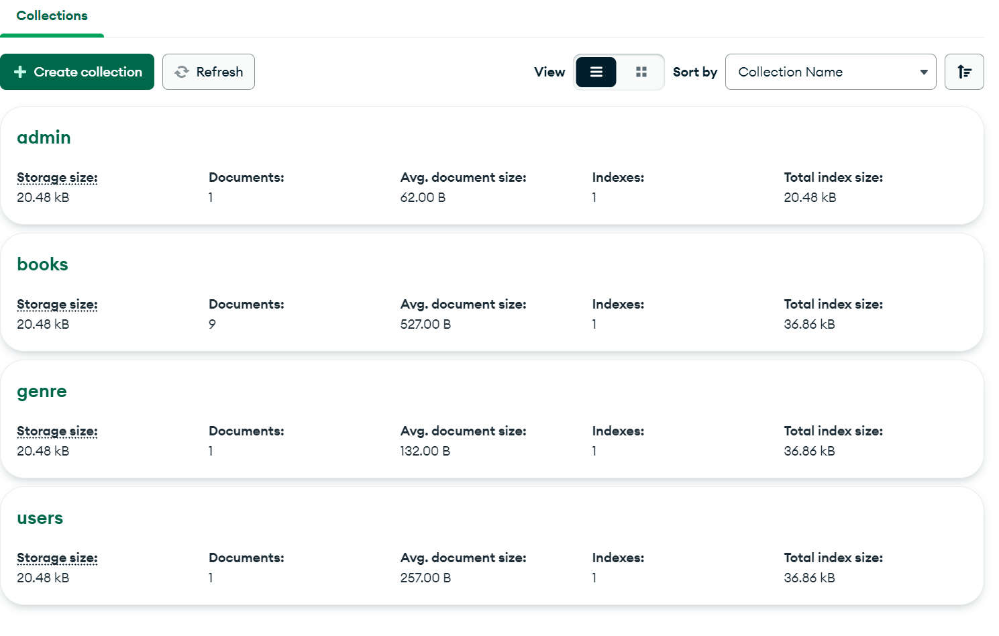 Collections
Create collection Refresh View Sort by Collection Name
admin
Storage size: Documents: Avg. document size: Indexes: Total index size:
20.48 kB 1 62.00 B 1 20.48 kB
books
Storage size: Documents: Avg. document size: Indexes: Total index size:
20.48 kB 9 527.00 B 1 36.86 kB
genre
Storage size: Documents: Avg. document size: Indexes: Total index size:
20.48 kB 1 132.00 B 1 36.86 kB
users
Storage size: Documents: Avg. document size: Indexes: Total index size:
20.48 kB 1 257.00 B 1 36.86 kB